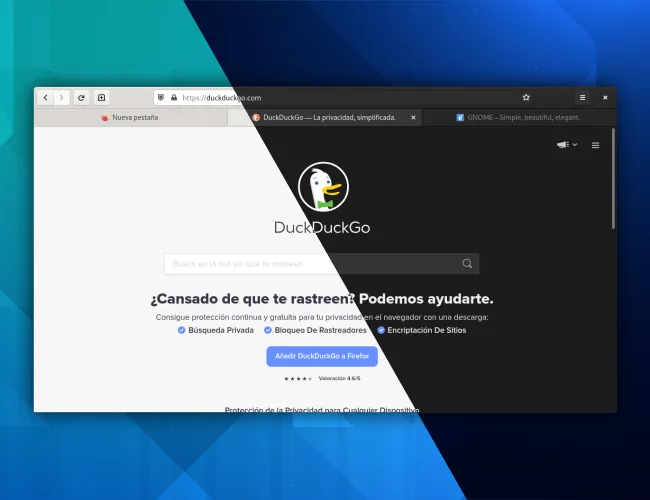 https://duckduckgo.com
Nueva pestaña
DuckDuckGo — La privacidad, simplificada.
GNOME – Simple, beautiful, elegant.
DuckDuckGo
Busca en la red sin que te rastreen
¿Cansado de que te rastreen? Podemos ayudarte.
Consigue protección continua y gratuita para tu privacidad en el navegador con una descarga:
Búsqueda Privada Bloqueo De Rastreadores Encriptación De Sitios
Añadir DuckDuckGo a Firefox
Valoración 4.6/5
Protección de la Privacidad para Cualquier Dispositivo